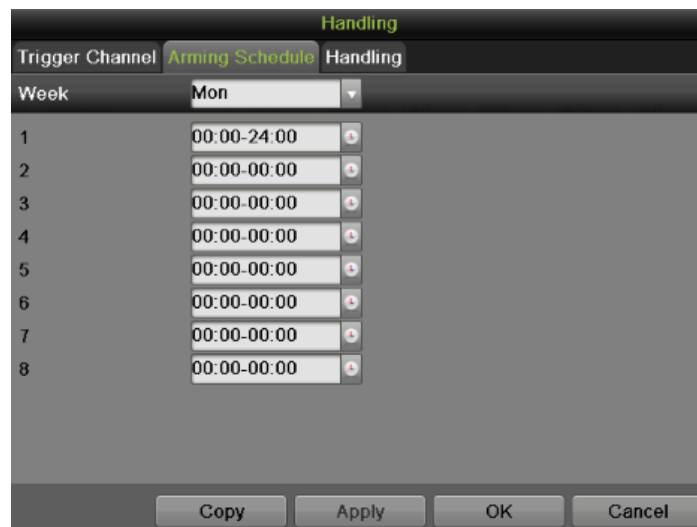 Handling
Trigger Channel Arming Schedule Handling
Week Mon
1 00:00-24:00
2 00:00-00:00
3 00:00-00:00
4 00:00-00:00
5 00:00-00:00
6 00:00-00:00
7 00:00-00:00
8 00:00-00:00
Copy Apply OK Cancel